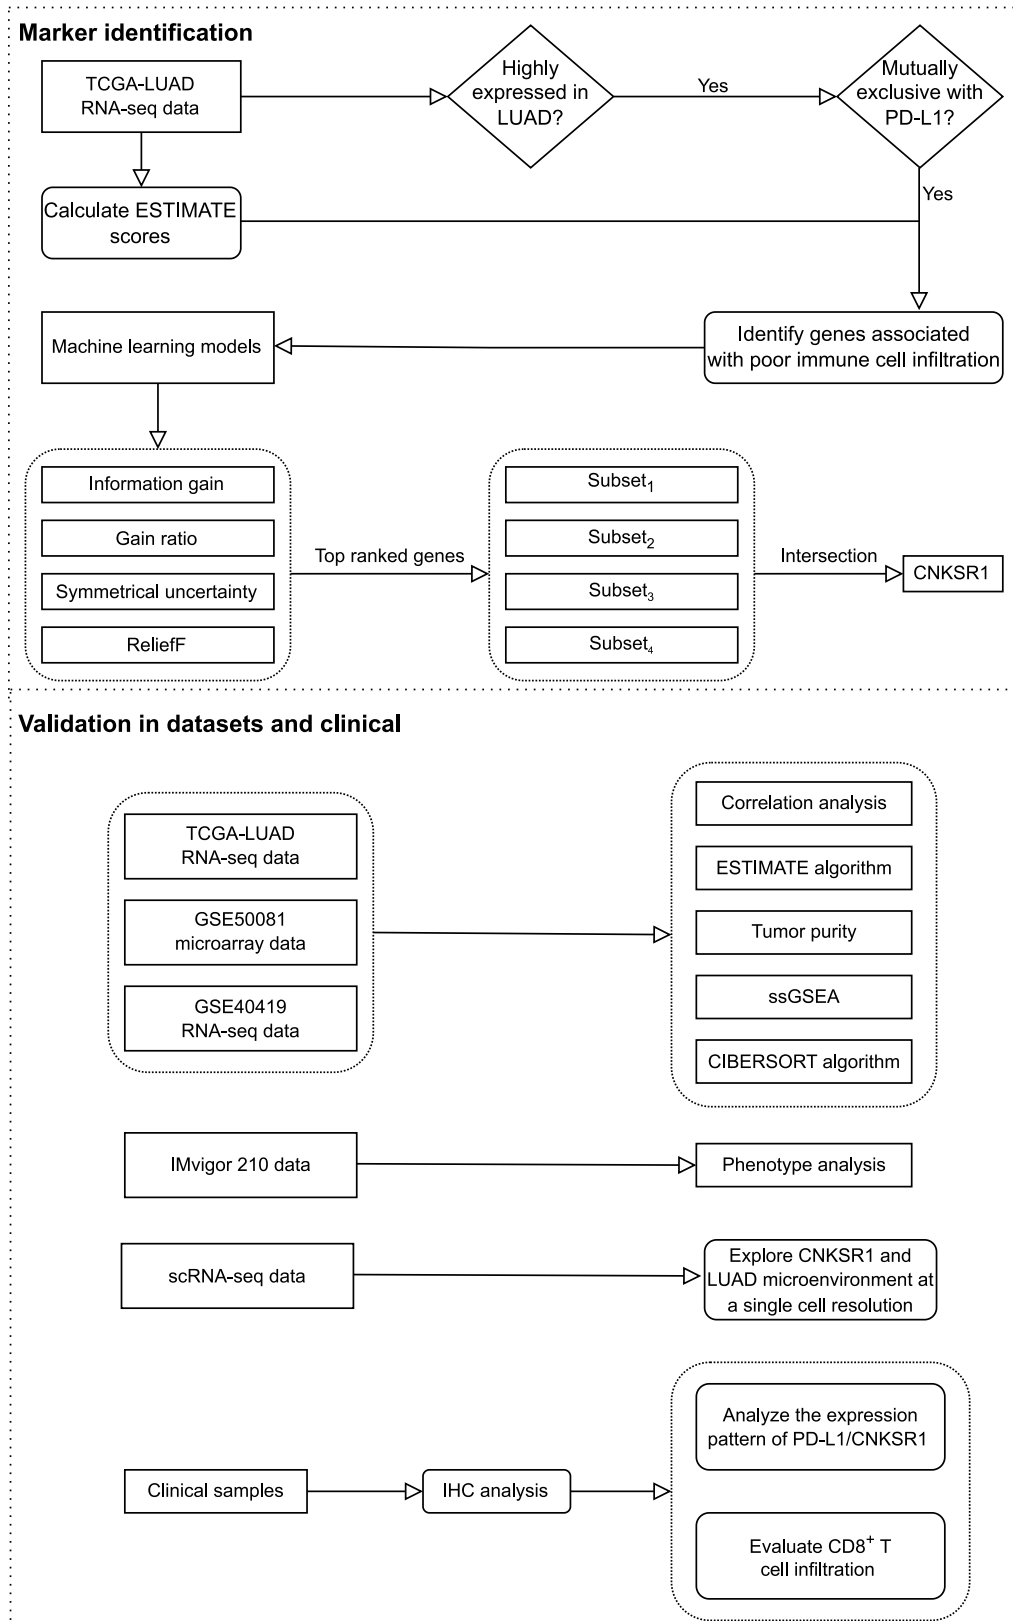 Marker identification
TCGA-LUAD
RNA-seq data
Highly
expressed in
LUAD?
Yes
Mutually
exclusive with
PD-L1?
Yes
Calculate ESTIMATE
scores
Identify genes associated
with poor immune cell infiltration
Machine learning models
Information gain
Gain ratio
Symmetrical uncertainty
ReliefF
Top ranked genes
Subset₁
Subset₂
Subset₃
Subset₄
Intersection
CNKSR1
Validation in datasets and clinical
TCGA-LUAD
RNA-seq data
GSE50081
microarray data
GSE40419
RNA-seq data
Correlation analysis
ESTIMATE algorithm
Tumor purity
ssGSEA
CIBERSORT algorithm
IMvigor 210 data
Phenotype analysis
scRNA-seq data
Explore CNKSR1 and
LUAD microenvironment at
a single cell resolution
Clinical samples
IHC analysis
Analyze the expression
pattern of PD-L1/CNKSR1
Evaluate CD8⁺ T
cell infiltration